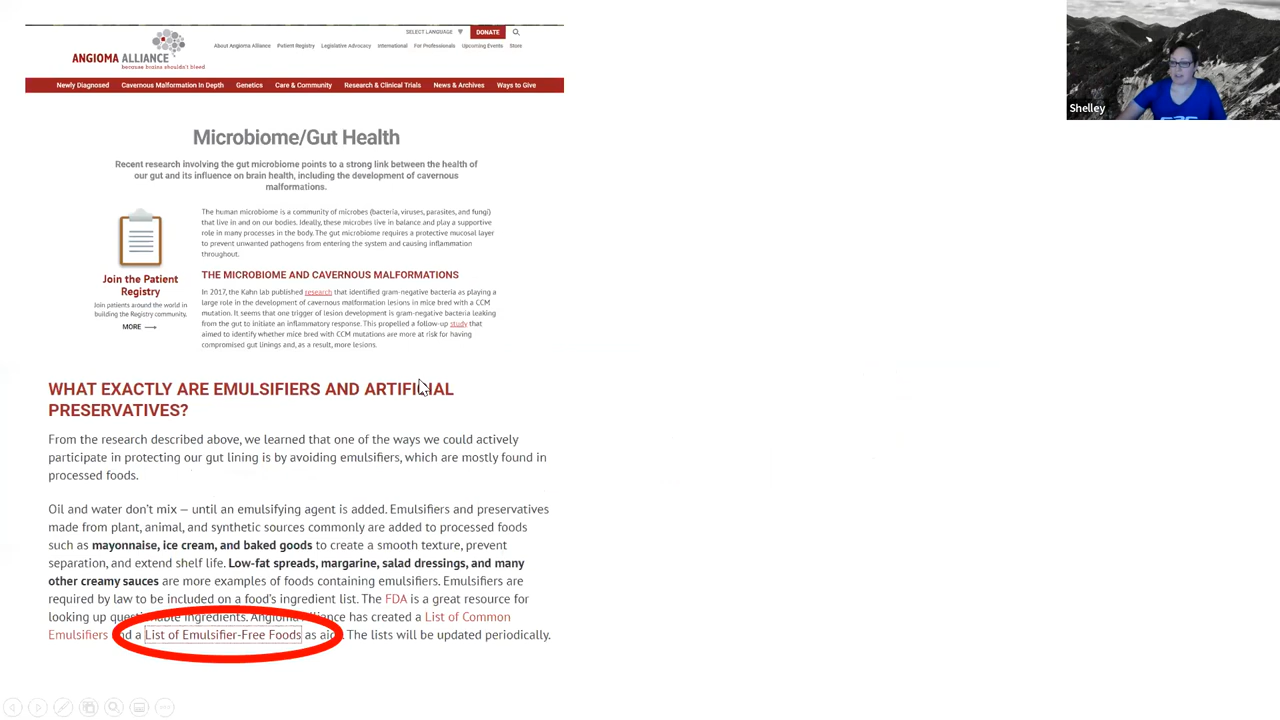 SELECT LANGUAGE
DONATE
ANGIOMA ALLIANCE
because brains shouldn't bleed
About Angioma Alliance Patient Registry Legislative Advocacy International For Professionals Upcoming Events Store
Newly Diagnosed Cavernous Malformation In Depth Genetics Care & Community Research & Clinical Trials News & Archives Ways to Give
Shelley
Microbiome/Gut Health
Recent research involving the gut microbiome points to a strong link between the health of
our gut and its influence on brain health, including the development of cavernous
malformations.
Join the Patient
Registry
Join patients around the world in
building the Registry community.
MORE
The human microbiome is a community of microbes (bacteria, viruses, parasites, and fungi)
that live in and on our bodies. Ideally, these microbes live in balance and play a supportive
role in many processes in the body. The gut microbiome requires a protective mucosal layer
to prevent unwanted pathogens from entering the system and causing inflammation
throughout.
THE MICROBIOME AND CAVERNOUS MALFORMATIONS
In 2017, the Kahn lab published research that identified gram-negative bacteria as playing a
large role in the development of cavernous malformation lesions in mice bred with a CCM
mutation. It seems that one trigger of lesion development is gram-negative bacteria leaking
from the gut to initiate an inflammatory response. This propelled a follow-up study that
aimed to identify whether mice bred with CCM mutations are more at risk for having
compromised gut linings and, as a result, more lesions.
WHAT EXACTLY ARE EMULSIFIERS AND ARTIFICIAL
PRESERVATIVES?
From the research described above, we learned that one of the ways we could actively
participate in protecting our gut lining is by avoiding emulsifiers, which are mostly found in
processed foods.
Oil and water don't mix — until an emulsifying agent is added. Emulsifiers and preservatives
made from plant, animal, and synthetic sources commonly are added to processed foods
such as mayonnaise, ice cream, and baked goods to create a smooth texture, prevent
separation, and extend shelf life. Low-fat spreads, margarine, salad dressings, and many
other creamy sauces are more examples of foods containing emulsifiers. Emulsifiers are
required by law to be included on a food's ingredient list. The FDA is a great resource for
looking up questionable ingredients. Angioma Alliance has created a List of Common
Emulsifiers and a List of Emulsifier-Free Foods as aids. The lists will be updated periodically.